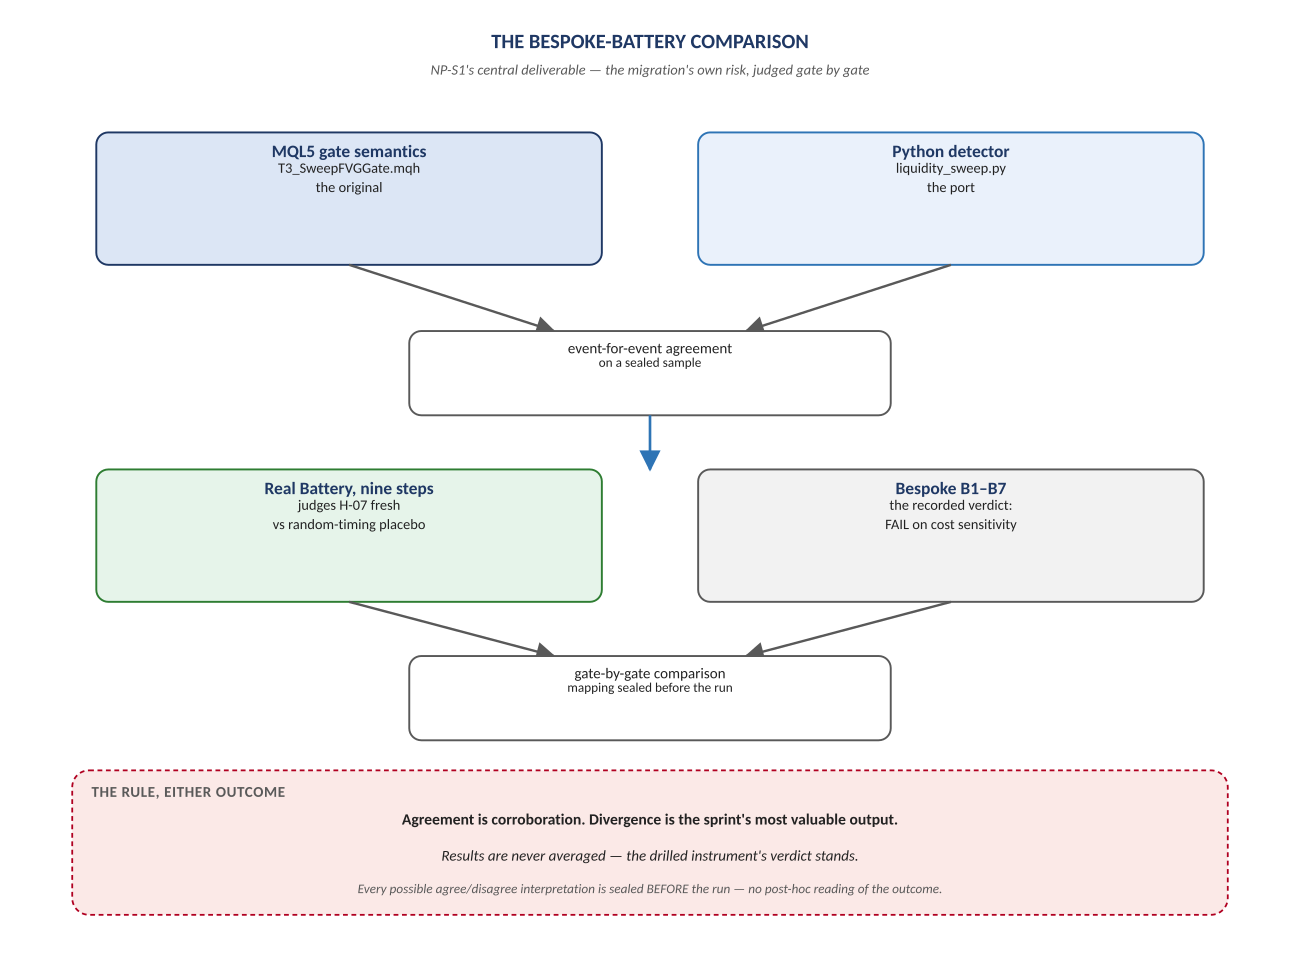 THE BESPOKE-BATTERY COMPARISON
NP-S1's central deliverable — the migration's own risk, judged gate by gate
MQL5 gate semantics
T3_SweepFVGGate.mqh
the original
Python detector
liquidity_sweep.py
the port
event-for-event agreement
on a sealed sample
Real Battery, nine steps
judges H-07 fresh
vs random-timing placebo
Bespoke B1–B7
the recorded verdict:
FAIL on cost sensitivity
gate-by-gate comparison
mapping sealed before the run
THE RULE, EITHER OUTCOME
Agreement is corroboration. Divergence is the sprint's most valuable output.
Results are never averaged — the drilled instrument's verdict stands.
Every possible agree/disagree interpretation is sealed BEFORE the run — no post-hoc reading of the outcome.